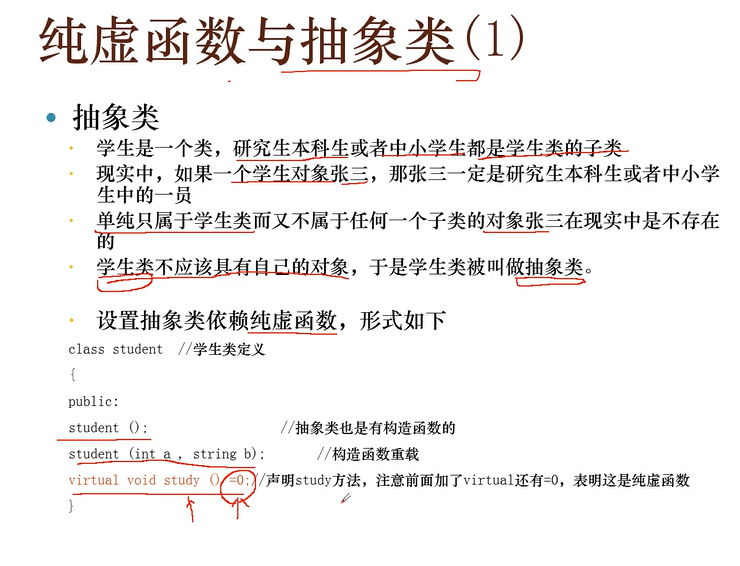 纯虚函数与抽象类(1)
• 抽象类
• 学生是一个类，研究生本科生或者中小学生都是学生类的子类
• 现实中，如果一个学生对象张三，那张三一定是研究生本科生或者中小学
生中的一员
• 单纯只属于学生类而又不属于任何一个子类的对象张三在现实中是不存在
的
• 学生类不应该具有自己的对象，于是学生类被叫做抽象类。
• 设置抽象类依赖纯虚函数，形式如下
class student //学生类定义
{
public:
student (); //抽象类也是有构造函数的
student (int a , string b); //构造函数重载
virtual void study () =0;//声明study方法，注意前面加了virtual还有=0，表明这是纯虚函数
}